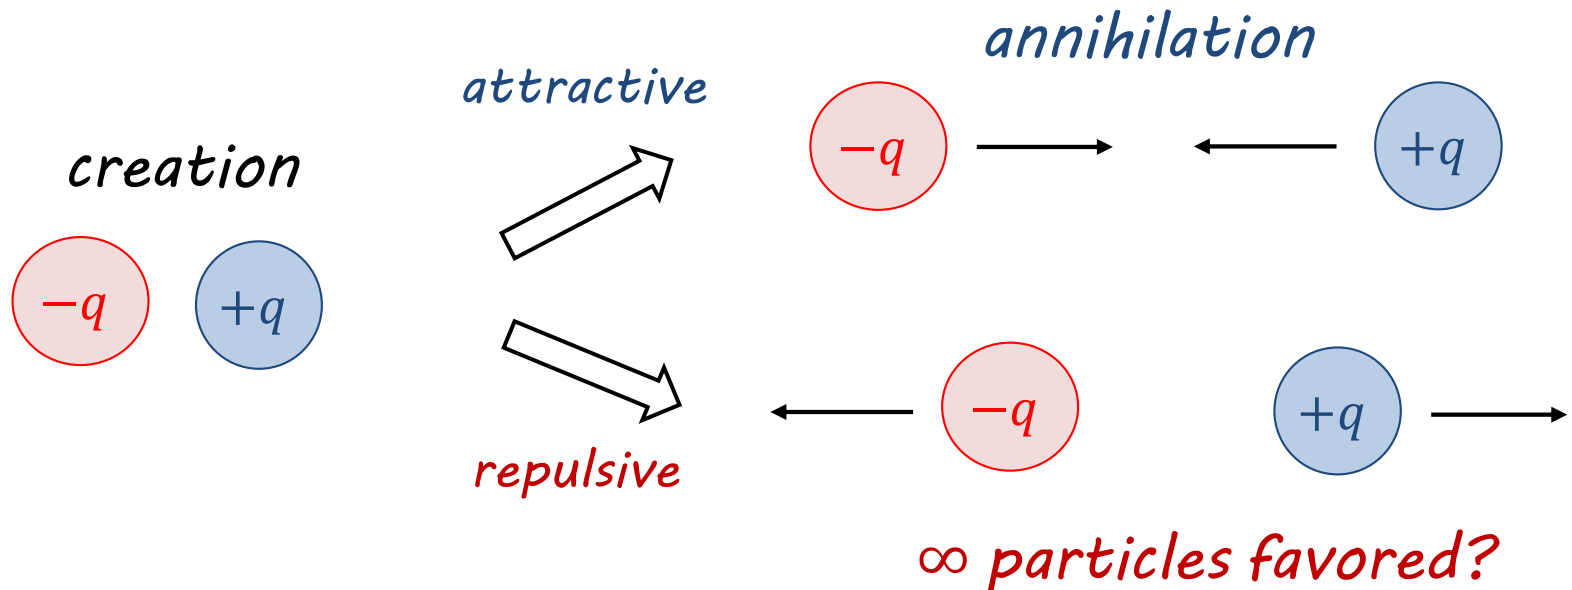 creation
−q
+q
attractive
annihilation
−q
+q
repulsive
−q
+q
∞ particles favored?